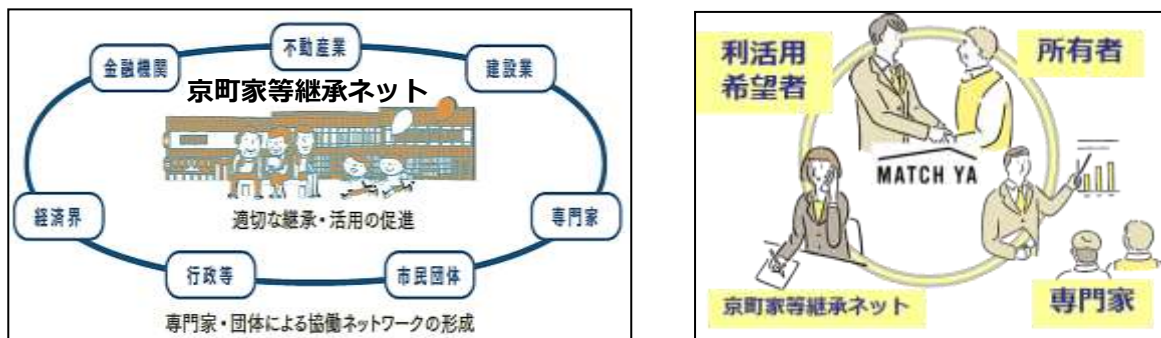 不動産業
金融機関
建設業
京町家等継承ネット
経済界
適切な継承・活用の促進
専門家
行政等
市民団体
専門家・団体による協働ネットワークの形成
利活用
希望者
所有者
MATCH YA
京町家等継承ネット
専門家